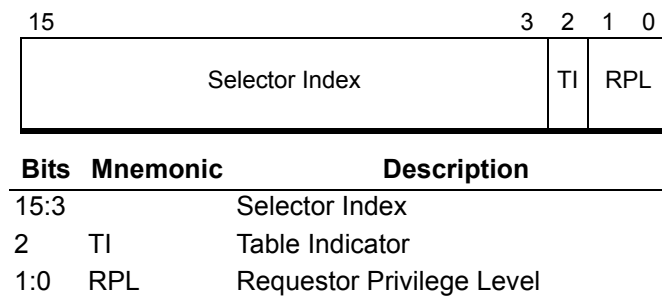 15 3 2 1 0
Selector Index TI RPL
Bits Mnemonic Description
15:3 Selector Index
2 TI Table Indicator
1:0 RPL Requestor Privilege Level